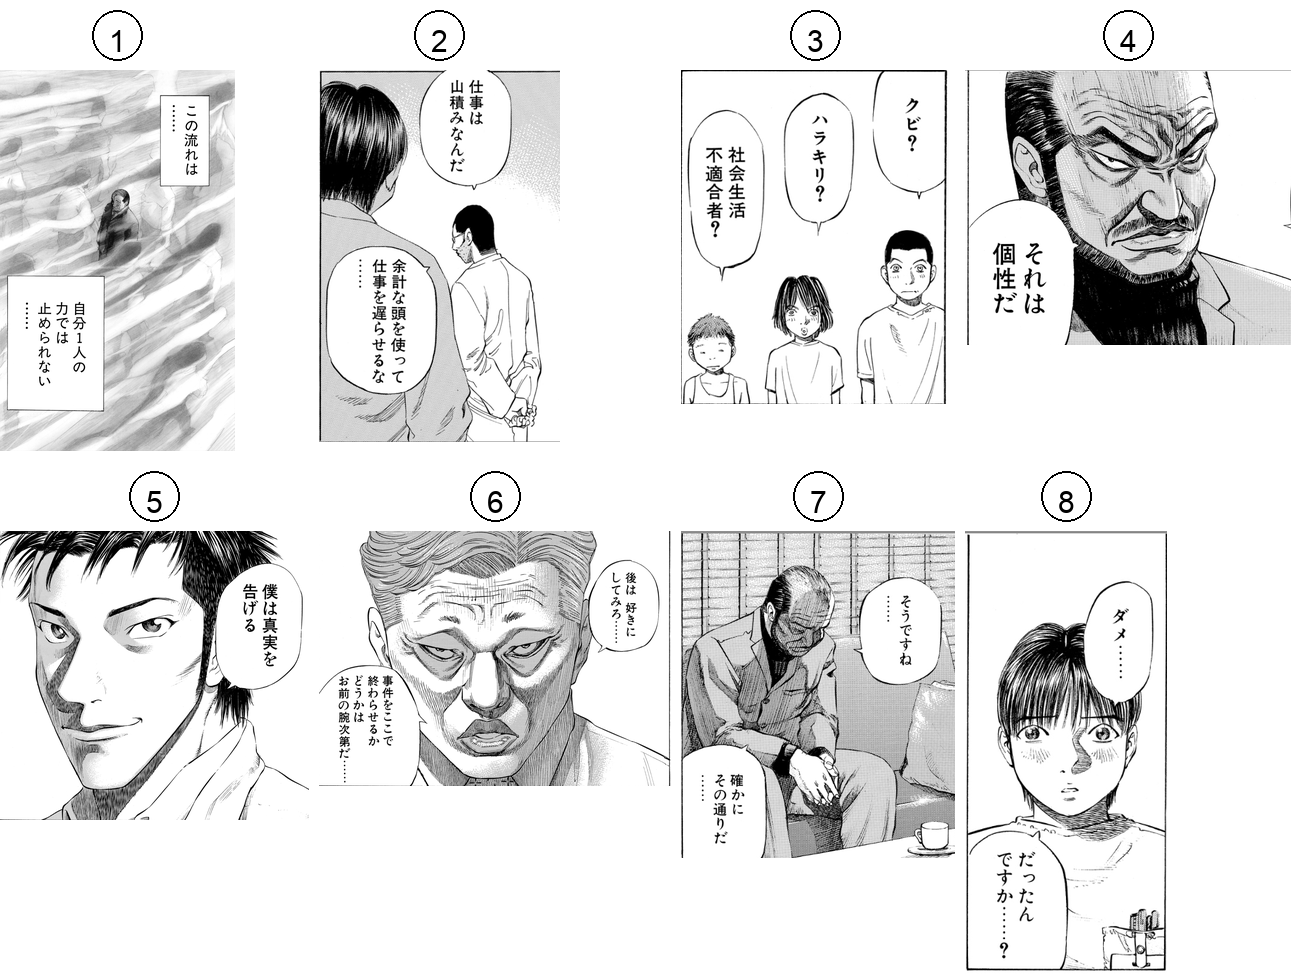 1
この流れは
……
自分1人の
力では
止められない
……
2
仕事は
山積みなんだ
余計な頭を使って
仕事を遅らせるな
……
3
クビ?
ハラキリ?
社会生活
不適合者?
4
それは
個性だ
5
僕は真実を
告げる
6
後は 好きに
してみろ……
事件をここで
終わらせるか
どうかは
お前の腕次第だ……
7
そうですね
……
確かに
その通りだ
……
8
ダメ……
だったん
ですか……?